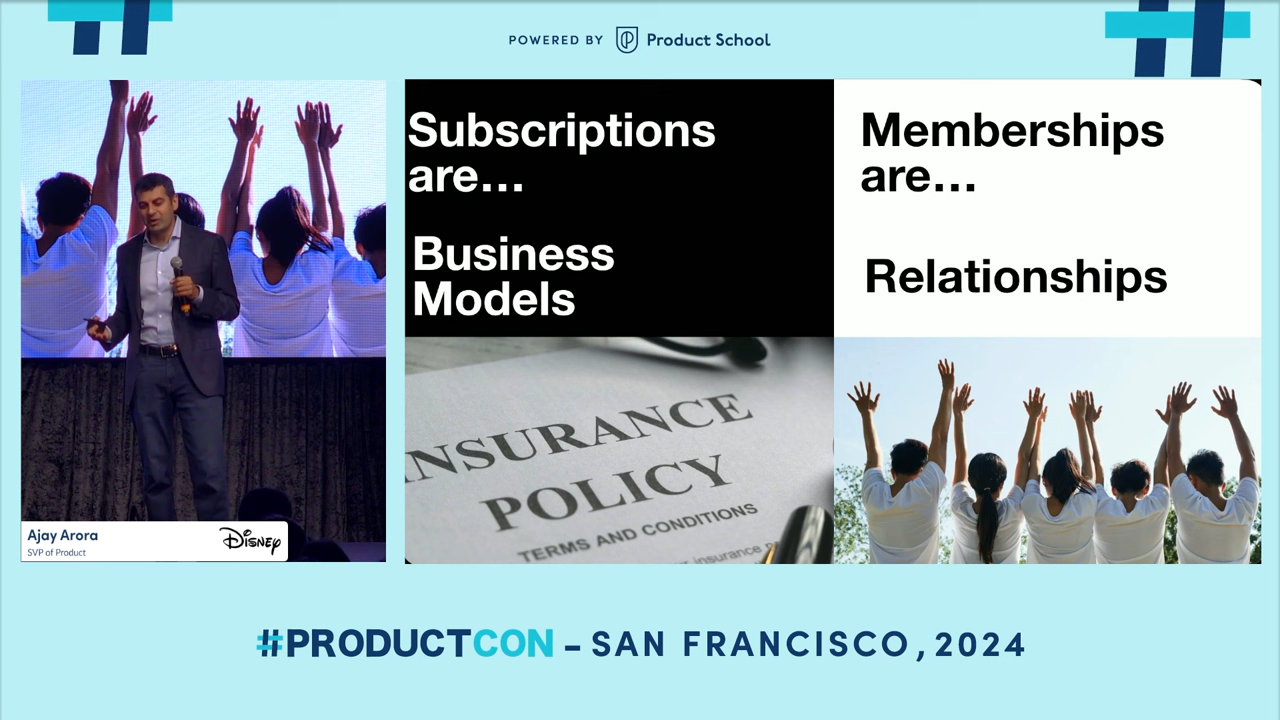 POWERED BY Product School
Subscriptions
are...
Business
Models
Memberships
are...
Relationships
NSURANCE
POLICY
TERMS AND CONDITIONS
insurance
Ajay Arora
SVP of Product
Disney
#PRODUCTCON – SAN FRANCISCO, 2024